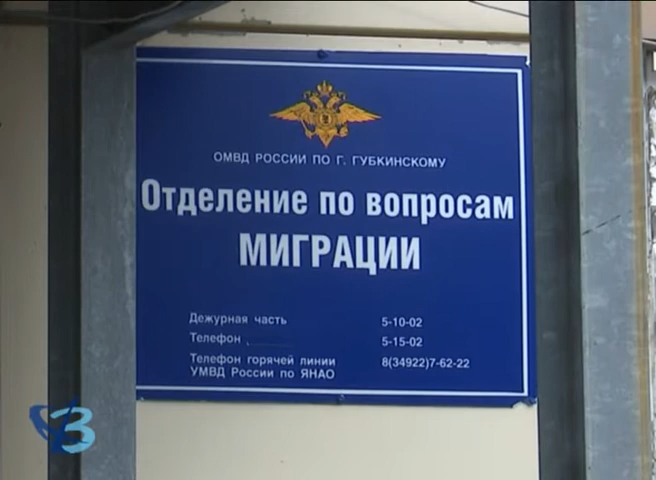 ОМВД РОССИИ ПО Г. ГУБКИНСКОМУ
Отделение по вопросам
МИГРАЦИИ
Дежурная часть 5-10-02
Телефон 5-15-02
Телефон горячей линии 8(34922)7-62-22
УМВД России по ЯНАО
3